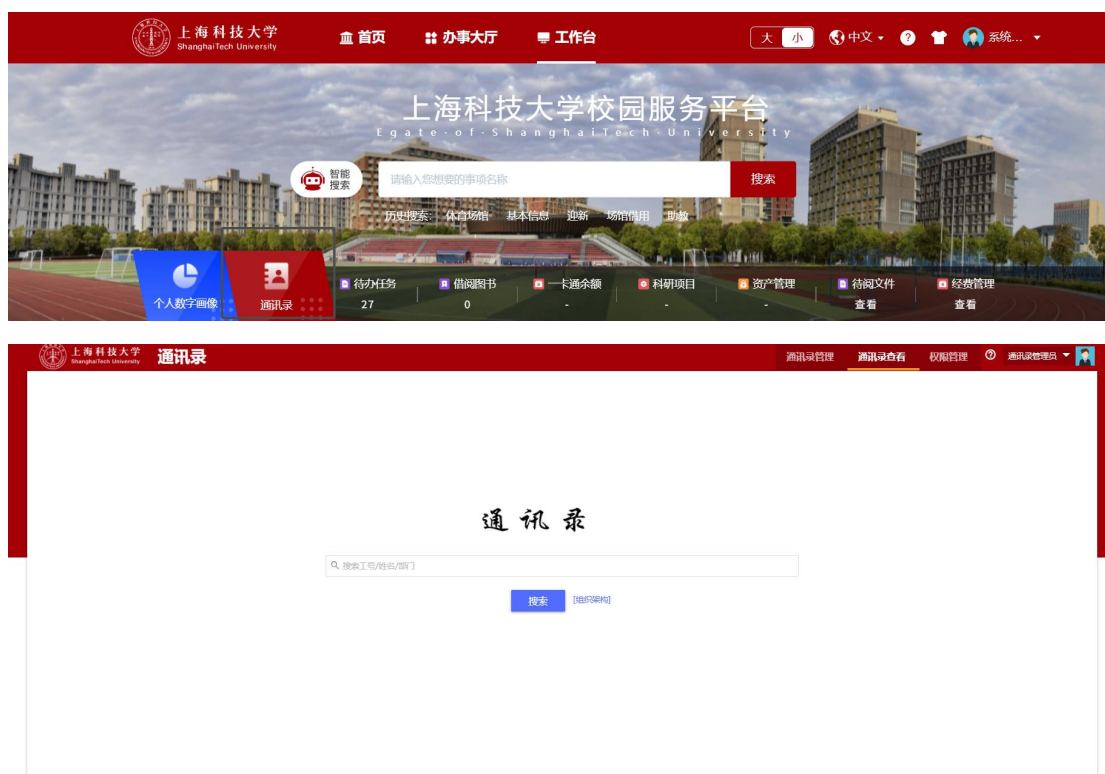 上海科技大学
ShanghaiTech University
首页 办事大厅 工作台
大 小 中文 ? 系统...
上海科技大学校园服务平台
Egate·of·ShanghaiTech·University
智能搜索
请输入您想要的事项名称 搜索
历史搜索: 体育场馆 基本信息 迎新 场馆借用 助教
个人数字画像 通讯录
待办任务 借阅图书 一卡通余额 科研项目 资产管理 待阅文件 经费管理
27 0 - - - 查看 查看
上海科技大学
ShanghaiTech University
通讯录 通讯录管理 通讯录查看 权限管理 ? 通讯录管理员
通讯录
搜索工号/姓名/部门
搜索 [组织架构]